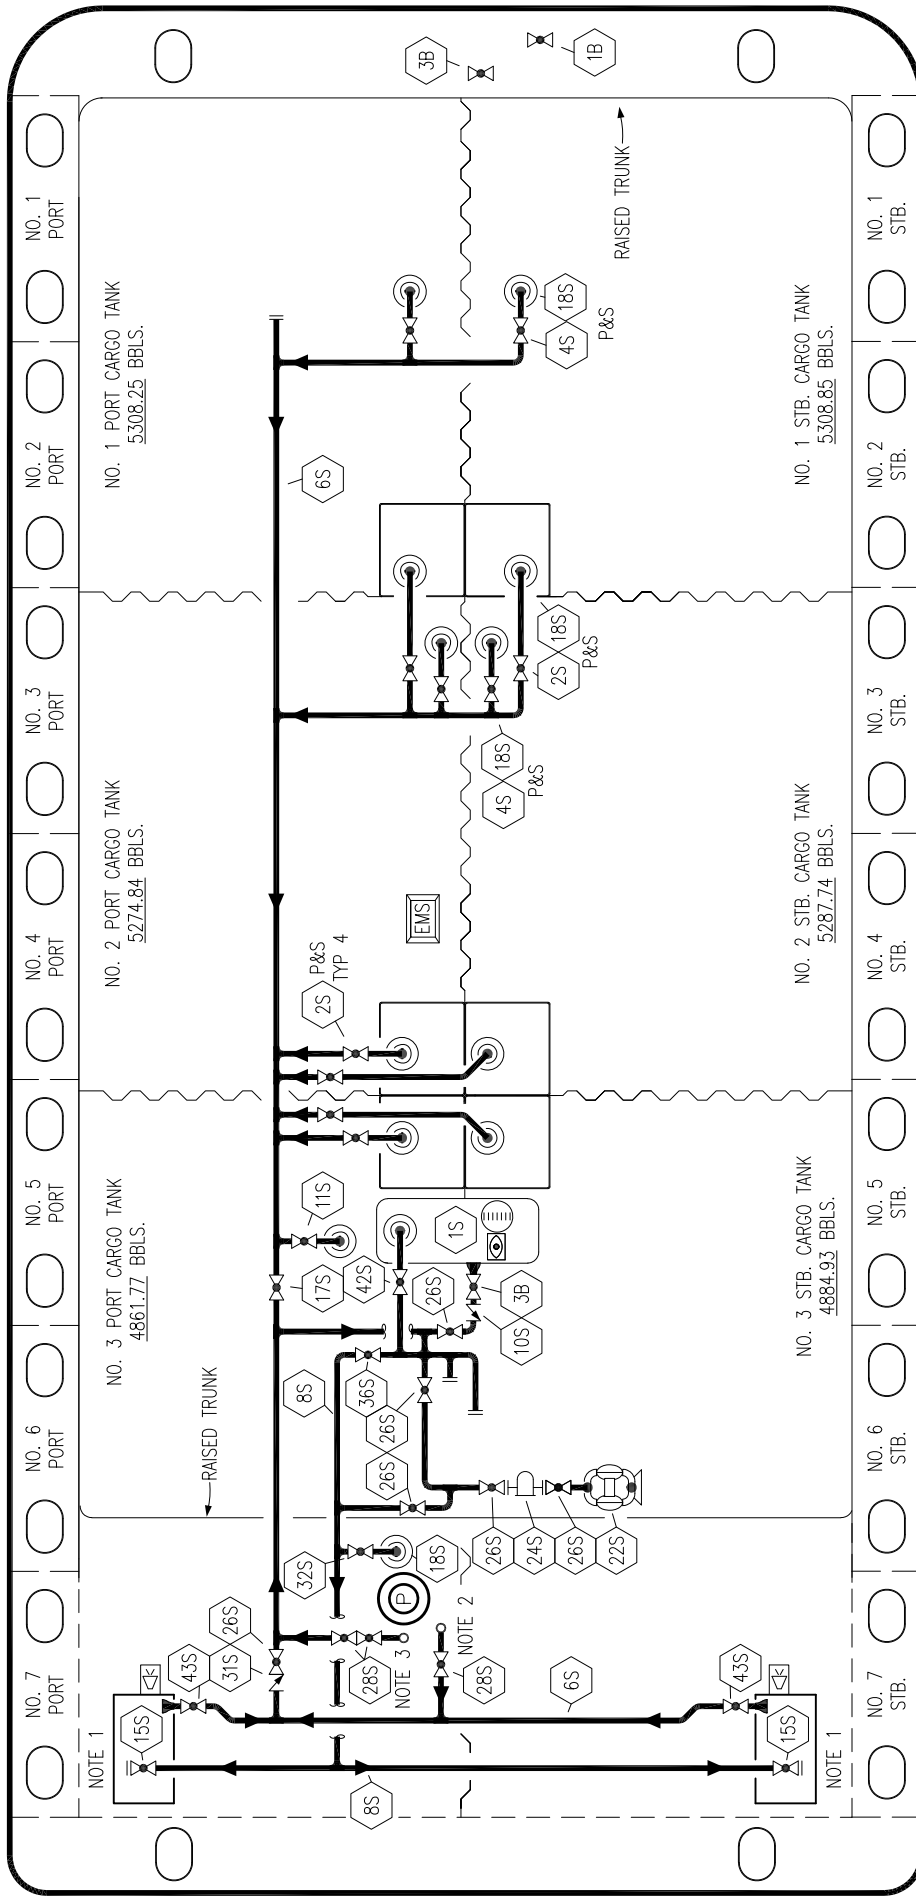 NO. 1
PORT
NO. 2
PORT
NO. 3
PORT
NO. 4
PORT
NO. 5
PORT
NO. 6
PORT
NO. 7
PORT
NO. 1 PORT CARGO TANK
5308.25 BBLS.
NO. 2 PORT CARGO TANK
5274.84 BBLS.
NO. 3 PORT CARGO TANK
4861.77 BBLS.
RAISED TRUNK
NOTE 1
15S
43S
31S
26S
6S
2S
P&S
TYP 4
11S
17S
42S
8S
36S
26S
26S
32S
28S
NOTE 3
P
18S
NOTE 2
28S
8S
6S
EMS
1S
26S
3B
10S
26S
24S
26S
22S
4S
18S
P&S
2S
18S
P&S
4S
18S
P&S
3B
1B
RAISED TRUNK
43S
15S
NOTE 1
NO. 1 STB. CARGO TANK
5308.85 BBLS.
NO. 2 STB. CARGO TANK
5287.74 BBLS.
NO. 3 STB. CARGO TANK
4884.93 BBLS.
NO. 1
STB.
NO. 2
STB.
NO. 3
STB.
NO. 4
STB.
NO. 5
STB.
NO. 6
STB.
NO. 7
STB.